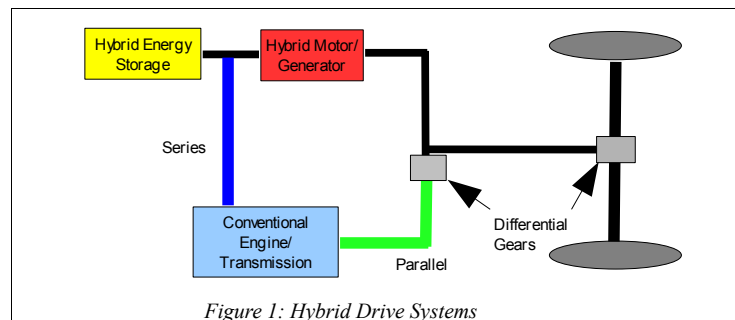 Hybrid Energy
Storage
Hybrid Motor/
Generator
Series
Conventional
Engine/
Transmission
Parallel
Differential
Gears
Figure 1: Hybrid Drive Systems